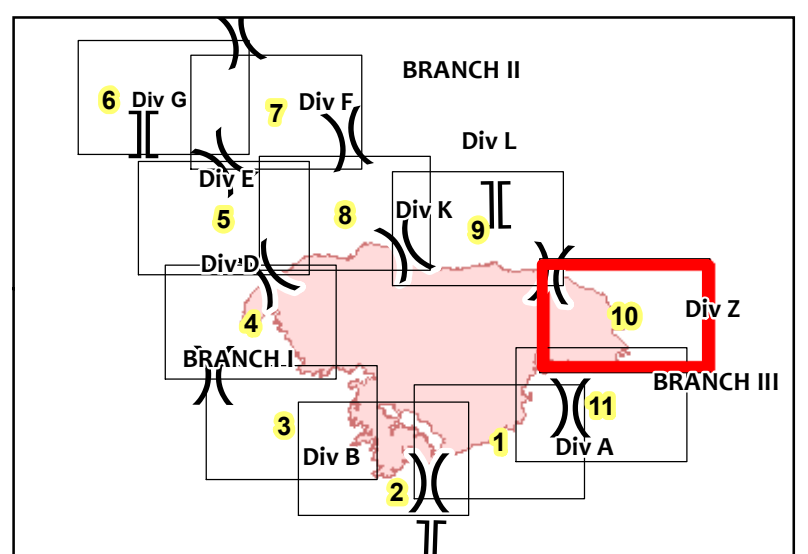 BRANCH II
6 Div G
7 Div F
Div L
Div E
5
8
Div K
9
Div D
4
10
Div Z
BRANCH I
BRANCH III
3
11
1
Div A
Div B
2